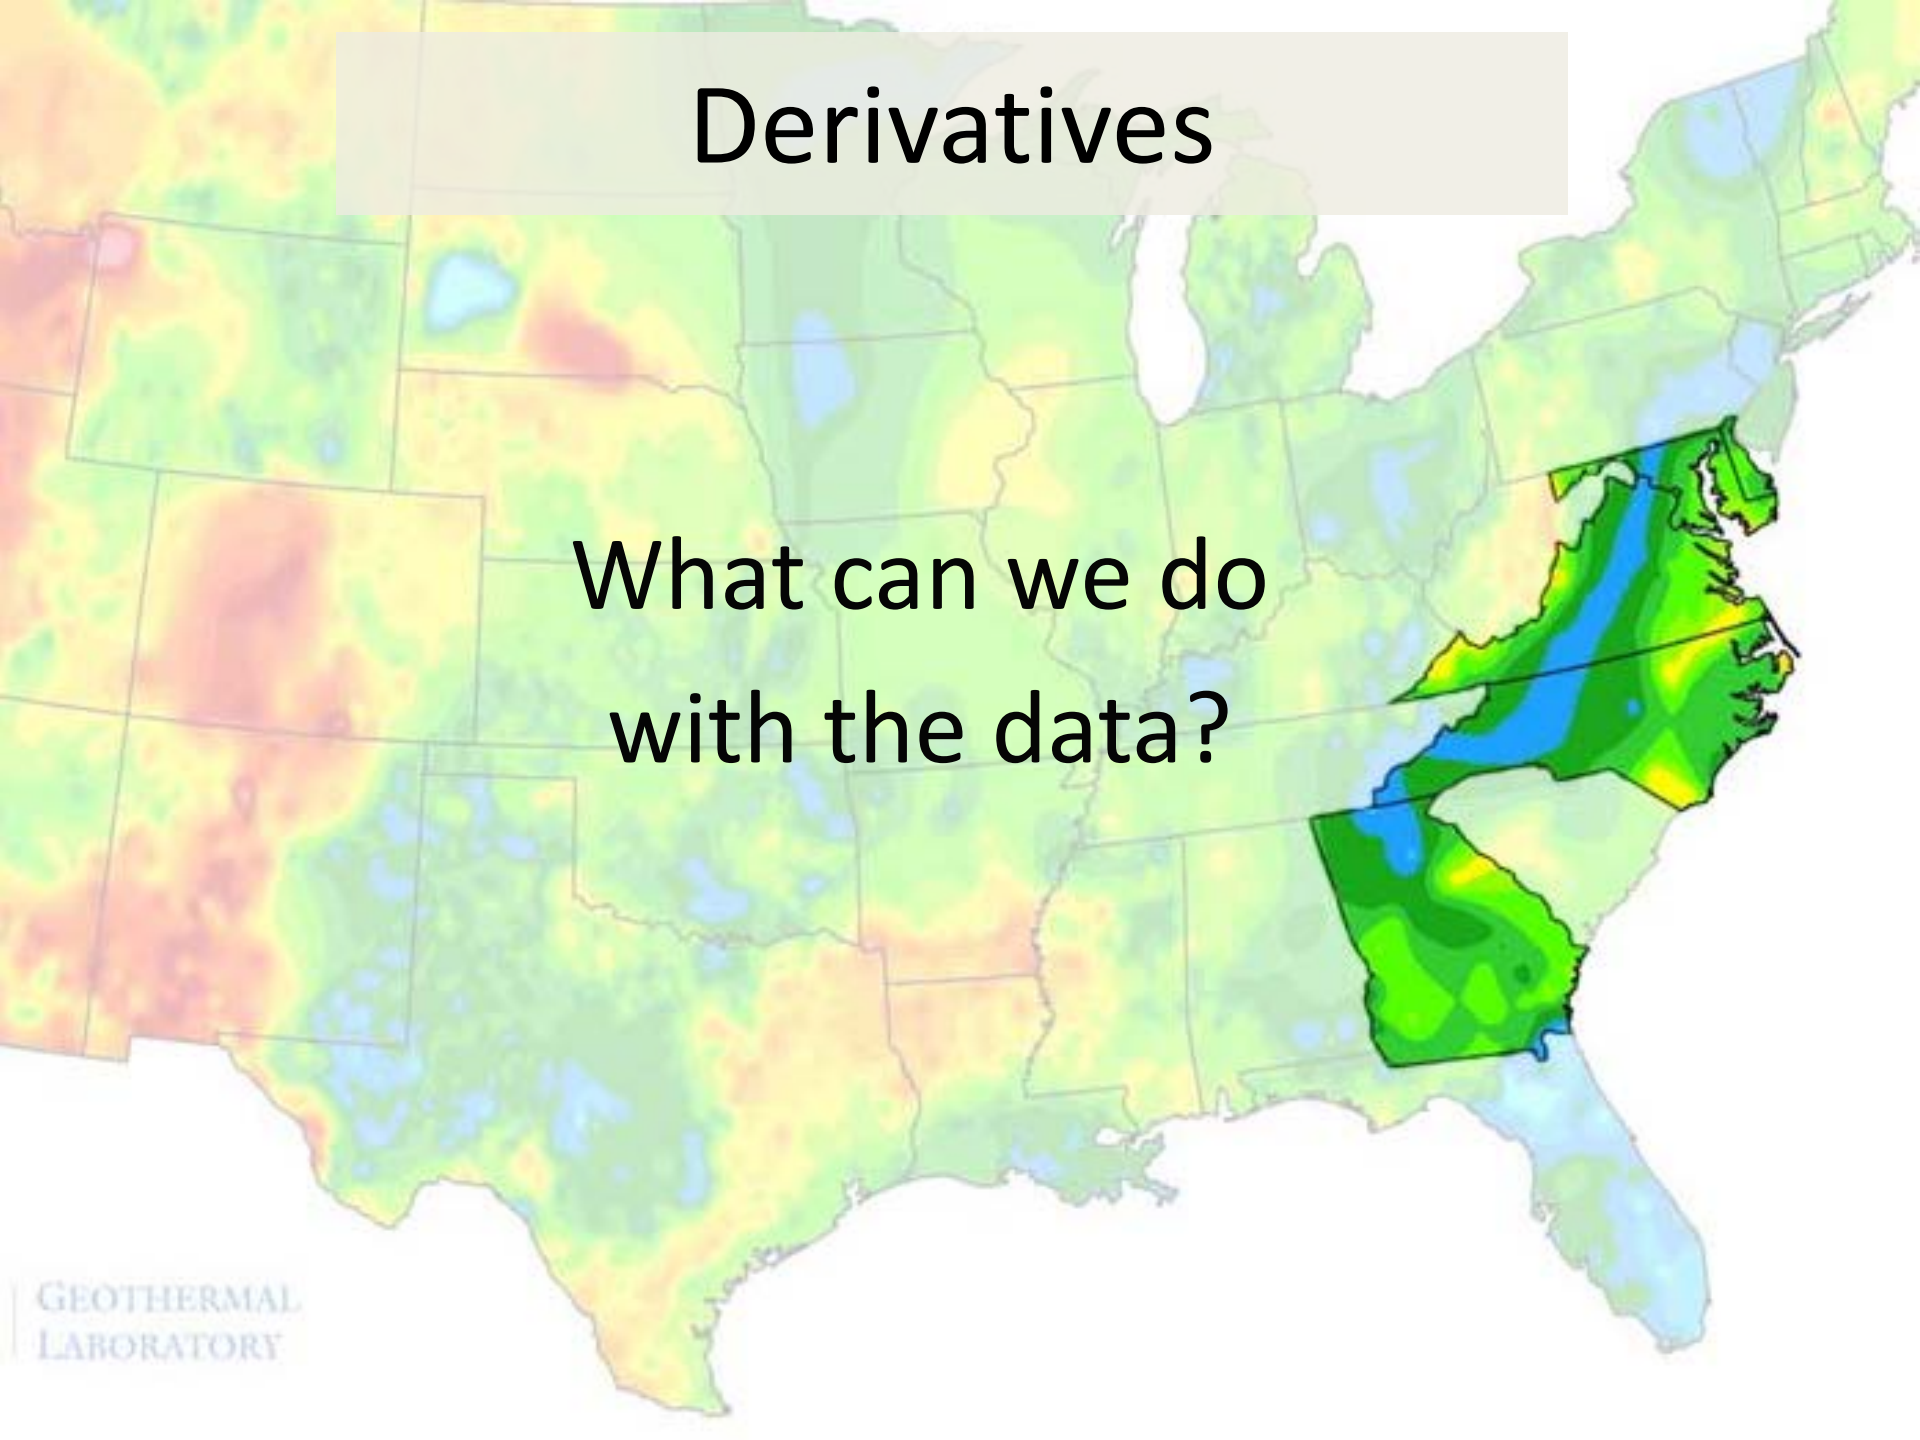 Derivatives
What can we do
with the data?
GEOTHERMAL
LABORATORY